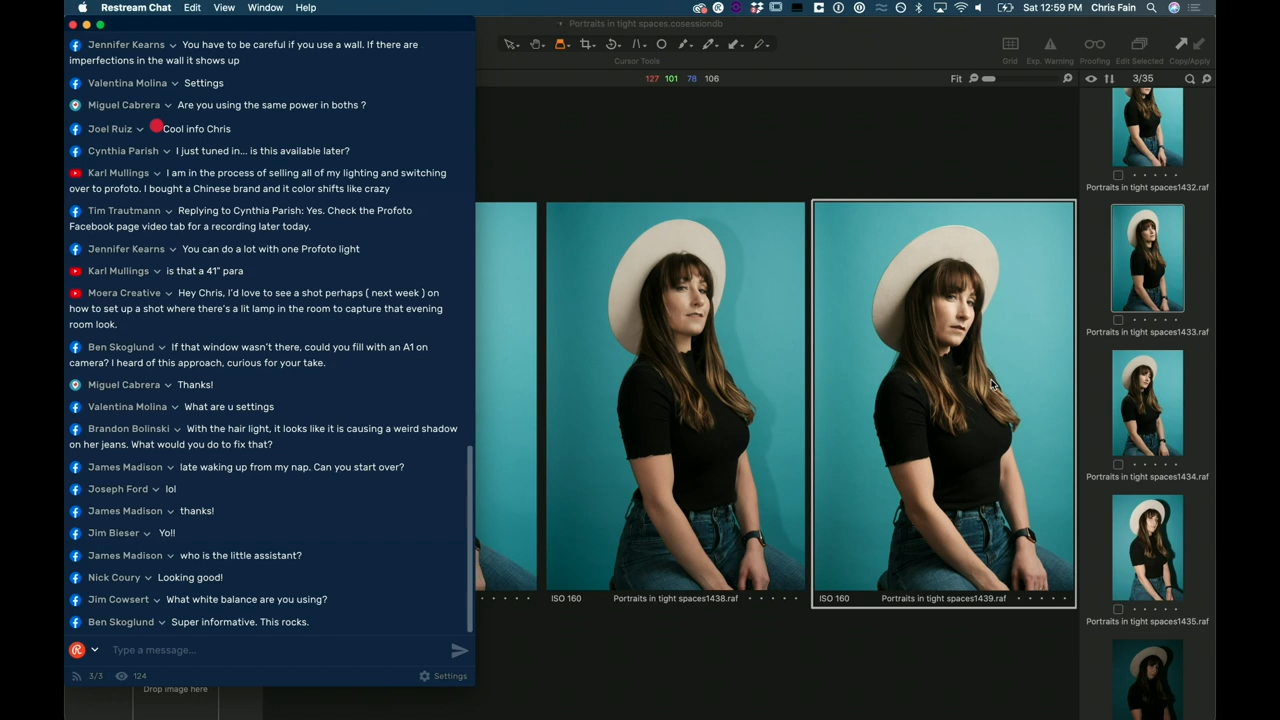 Restream Chat Edit View Window Help
Sat 12:59 PM Chris Fain
Portraits in tight spaces.cosessiondb
Jennifer Kearns You have to be careful if you use a wall. If there are
imperfections in the wall it shows up
Valentina Molina Settings
Miguel Cabrera Are you using the same power in boths ?
Joel Ruiz Cool info Chris
Cynthia Parish I just tuned in... is this available later?
Karl Mullings I am in the process of selling all of my lighting and switching
over to profoto. I bought a Chinese brand and it color shifts like crazy
Tim Trautmann Replying to Cynthia Parish: Yes. Check the Profoto
Facebook page video tab for a recording later today.
Jennifer Kearns You can do a lot with one Profoto light
Karl Mullings is that a 41" para
Moera Creative Hey Chris, I'd love to see a shot perhaps ( next week ) on
how to set up a shot where there's a lit lamp in the room to capture that evening
room look.
Ben Skoglund If that window wasn't there, could you fill with an A1 on
camera? I heard of this approach, curious for your take.
Miguel Cabrera Thanks!
Valentina Molina What are u settings
Brandon Bolinski With the hair light, it looks like it is causing a weird shadow
on her jeans. What would you do to fix that?
James Madison late waking up from my nap. Can you start over?
Joseph Ford lol
James Madison thanks!
Jim Bieser Yo!!
James Madison who is the little assistant?
Nick Coury Looking good!
Jim Cowsert What white balance are you using?
Ben Skoglund Super informative. This rocks.
Type a message...
3/3 124 Settings
Drop image here
Cursor Tools
Grid Exp. Warning Proofing Edit Selected Copy/Apply
127 101 78 106
Fit 3/35
ISO 160 Portraits in tight spaces1438.raf
ISO 160 Portraits in tight spaces1439.raf
Portraits in tight spaces1432.raf
Portraits in tight spaces1433.raf
Portraits in tight spaces1434.raf
Portraits in tight spaces1435.raf